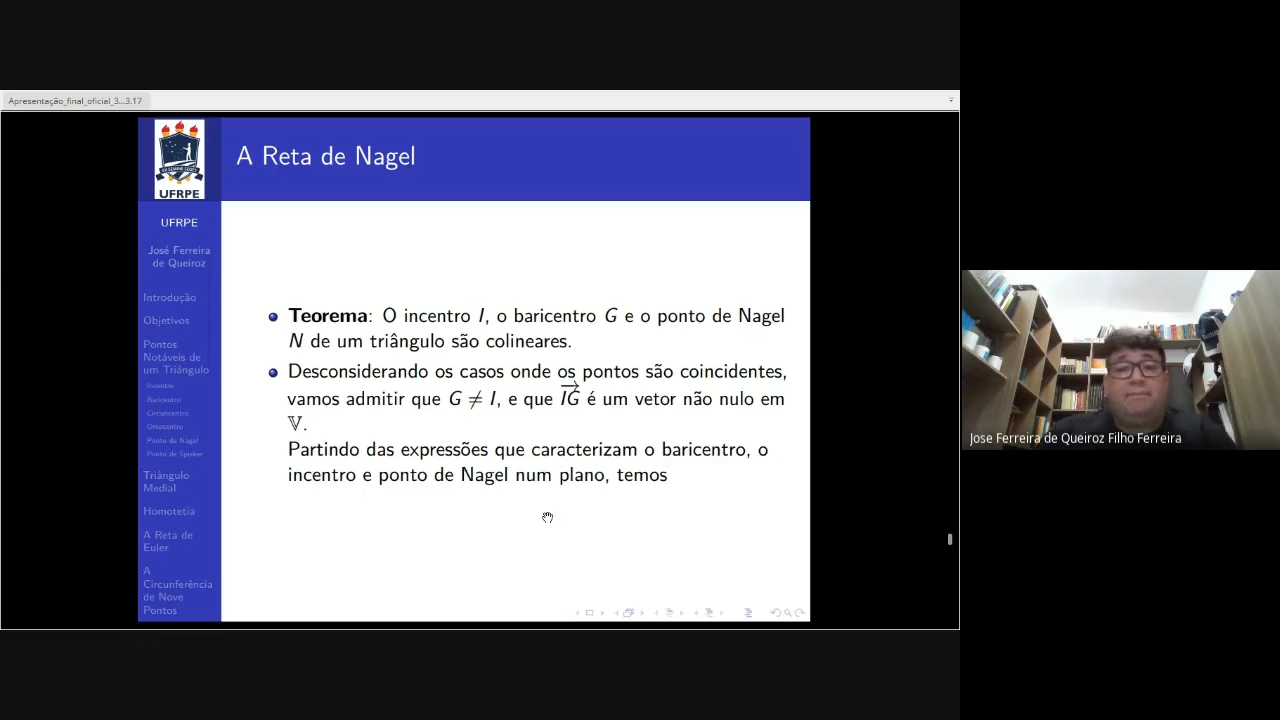 Apresentação_final_oficial_3...3.17
UFRPE
A Reta de Nagel
UFRPE
José Ferreira
de Queiroz
Introdução
Objetivos
Pontos
Notáveis de
um Triângulo
Incentro
Baricentro
Circuncentro
Ortocentro
Ponto de Nagel
Ponto de Spieker
Triângulo
Medial
Homotetia
A Reta de
Euler
A
Circunferência
de Nove
Pontos
Teorema: O incentro I, o baricentro G e o ponto de Nagel
N de um triângulo são colineares.
Desconsiderando os casos onde os pontos são coincidentes,
vamos admitir que G ≠ I, e que \overrightarrow{IG} é um vetor não nulo em
𝕍.
Partindo das expressões que caracterizam o baricentro, o
incentro e ponto de Nagel num plano, temos
Jose Ferreira de Queiroz Filho Ferreira